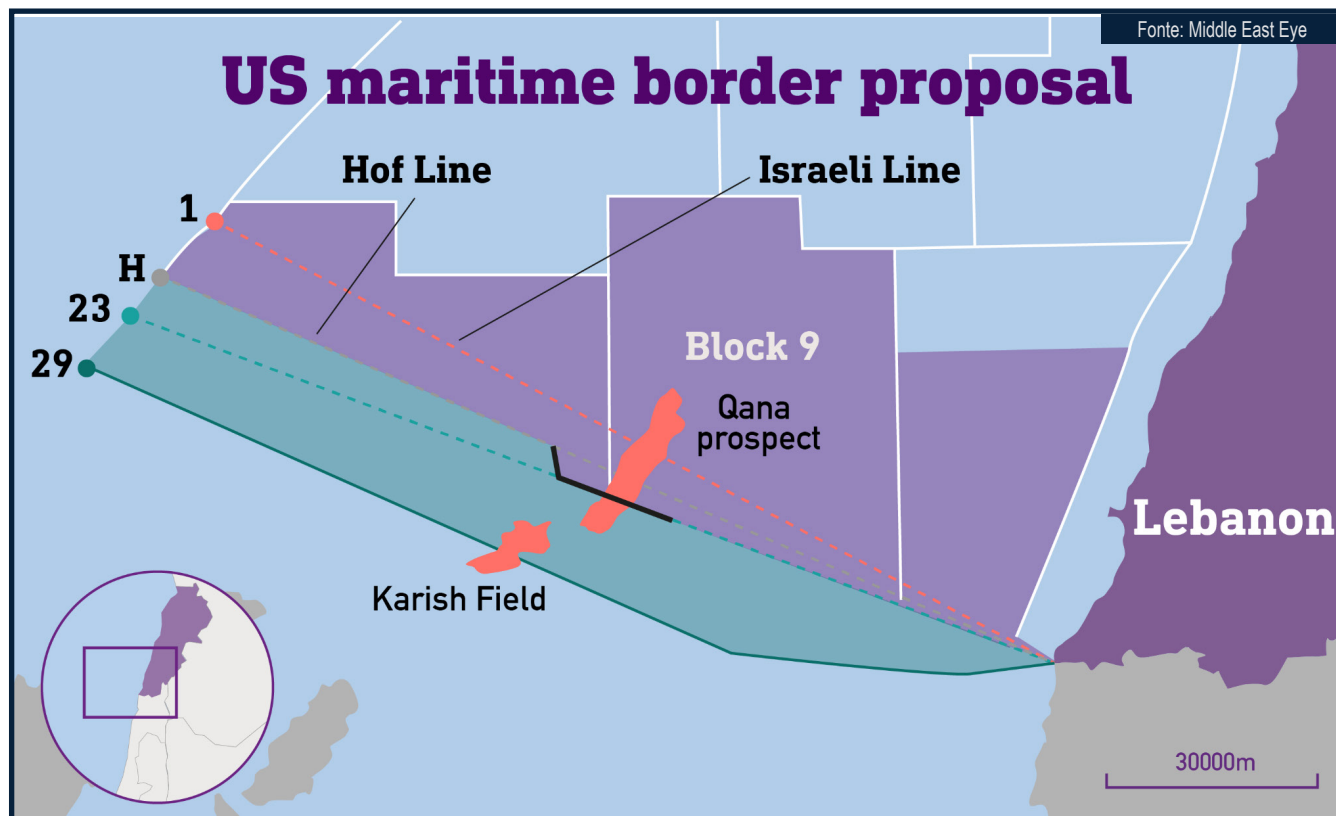 Fonte: Middle East Eye
US maritime border proposal
Hof Line
Israeli Line
1
H
23
29
Block 9
Qana
prospect
Lebanon
Karish Field
30000m